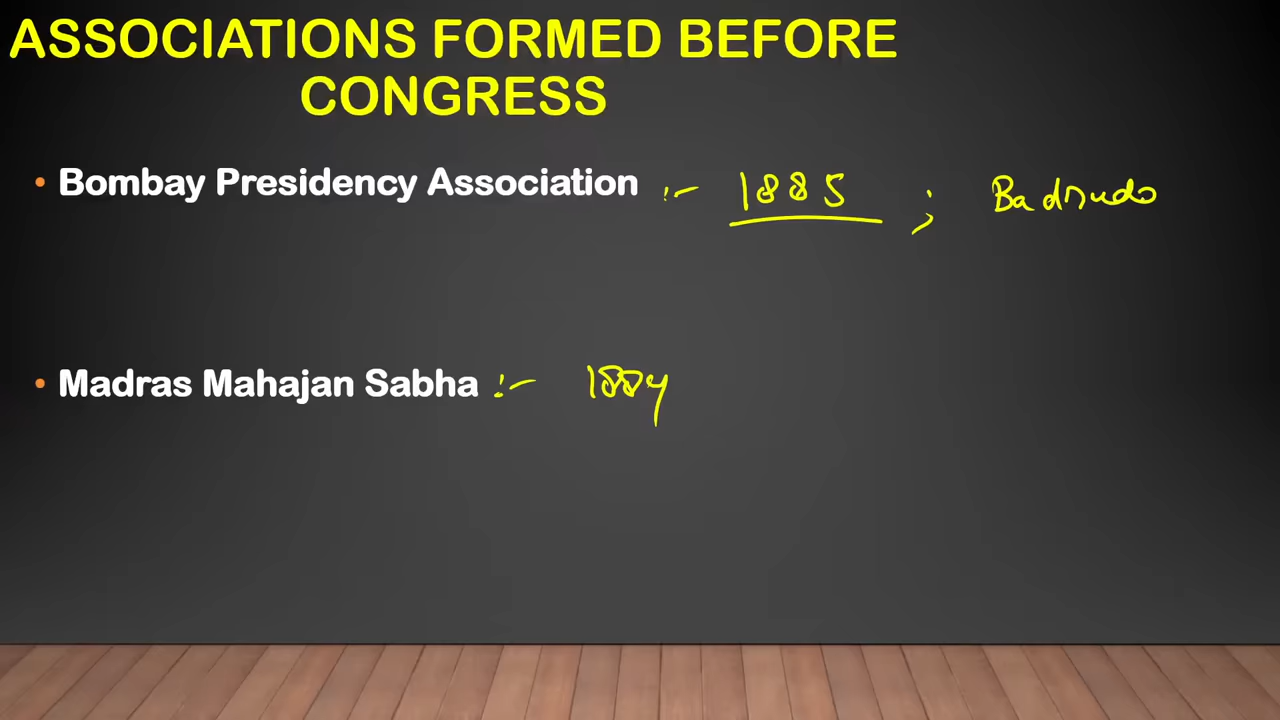 ASSOCIATIONS FORMED BEFORE
CONGRESS
• Bombay Presidency Association :- 1885 ; Badrudo
• Madras Mahajan Sabha :- 1884